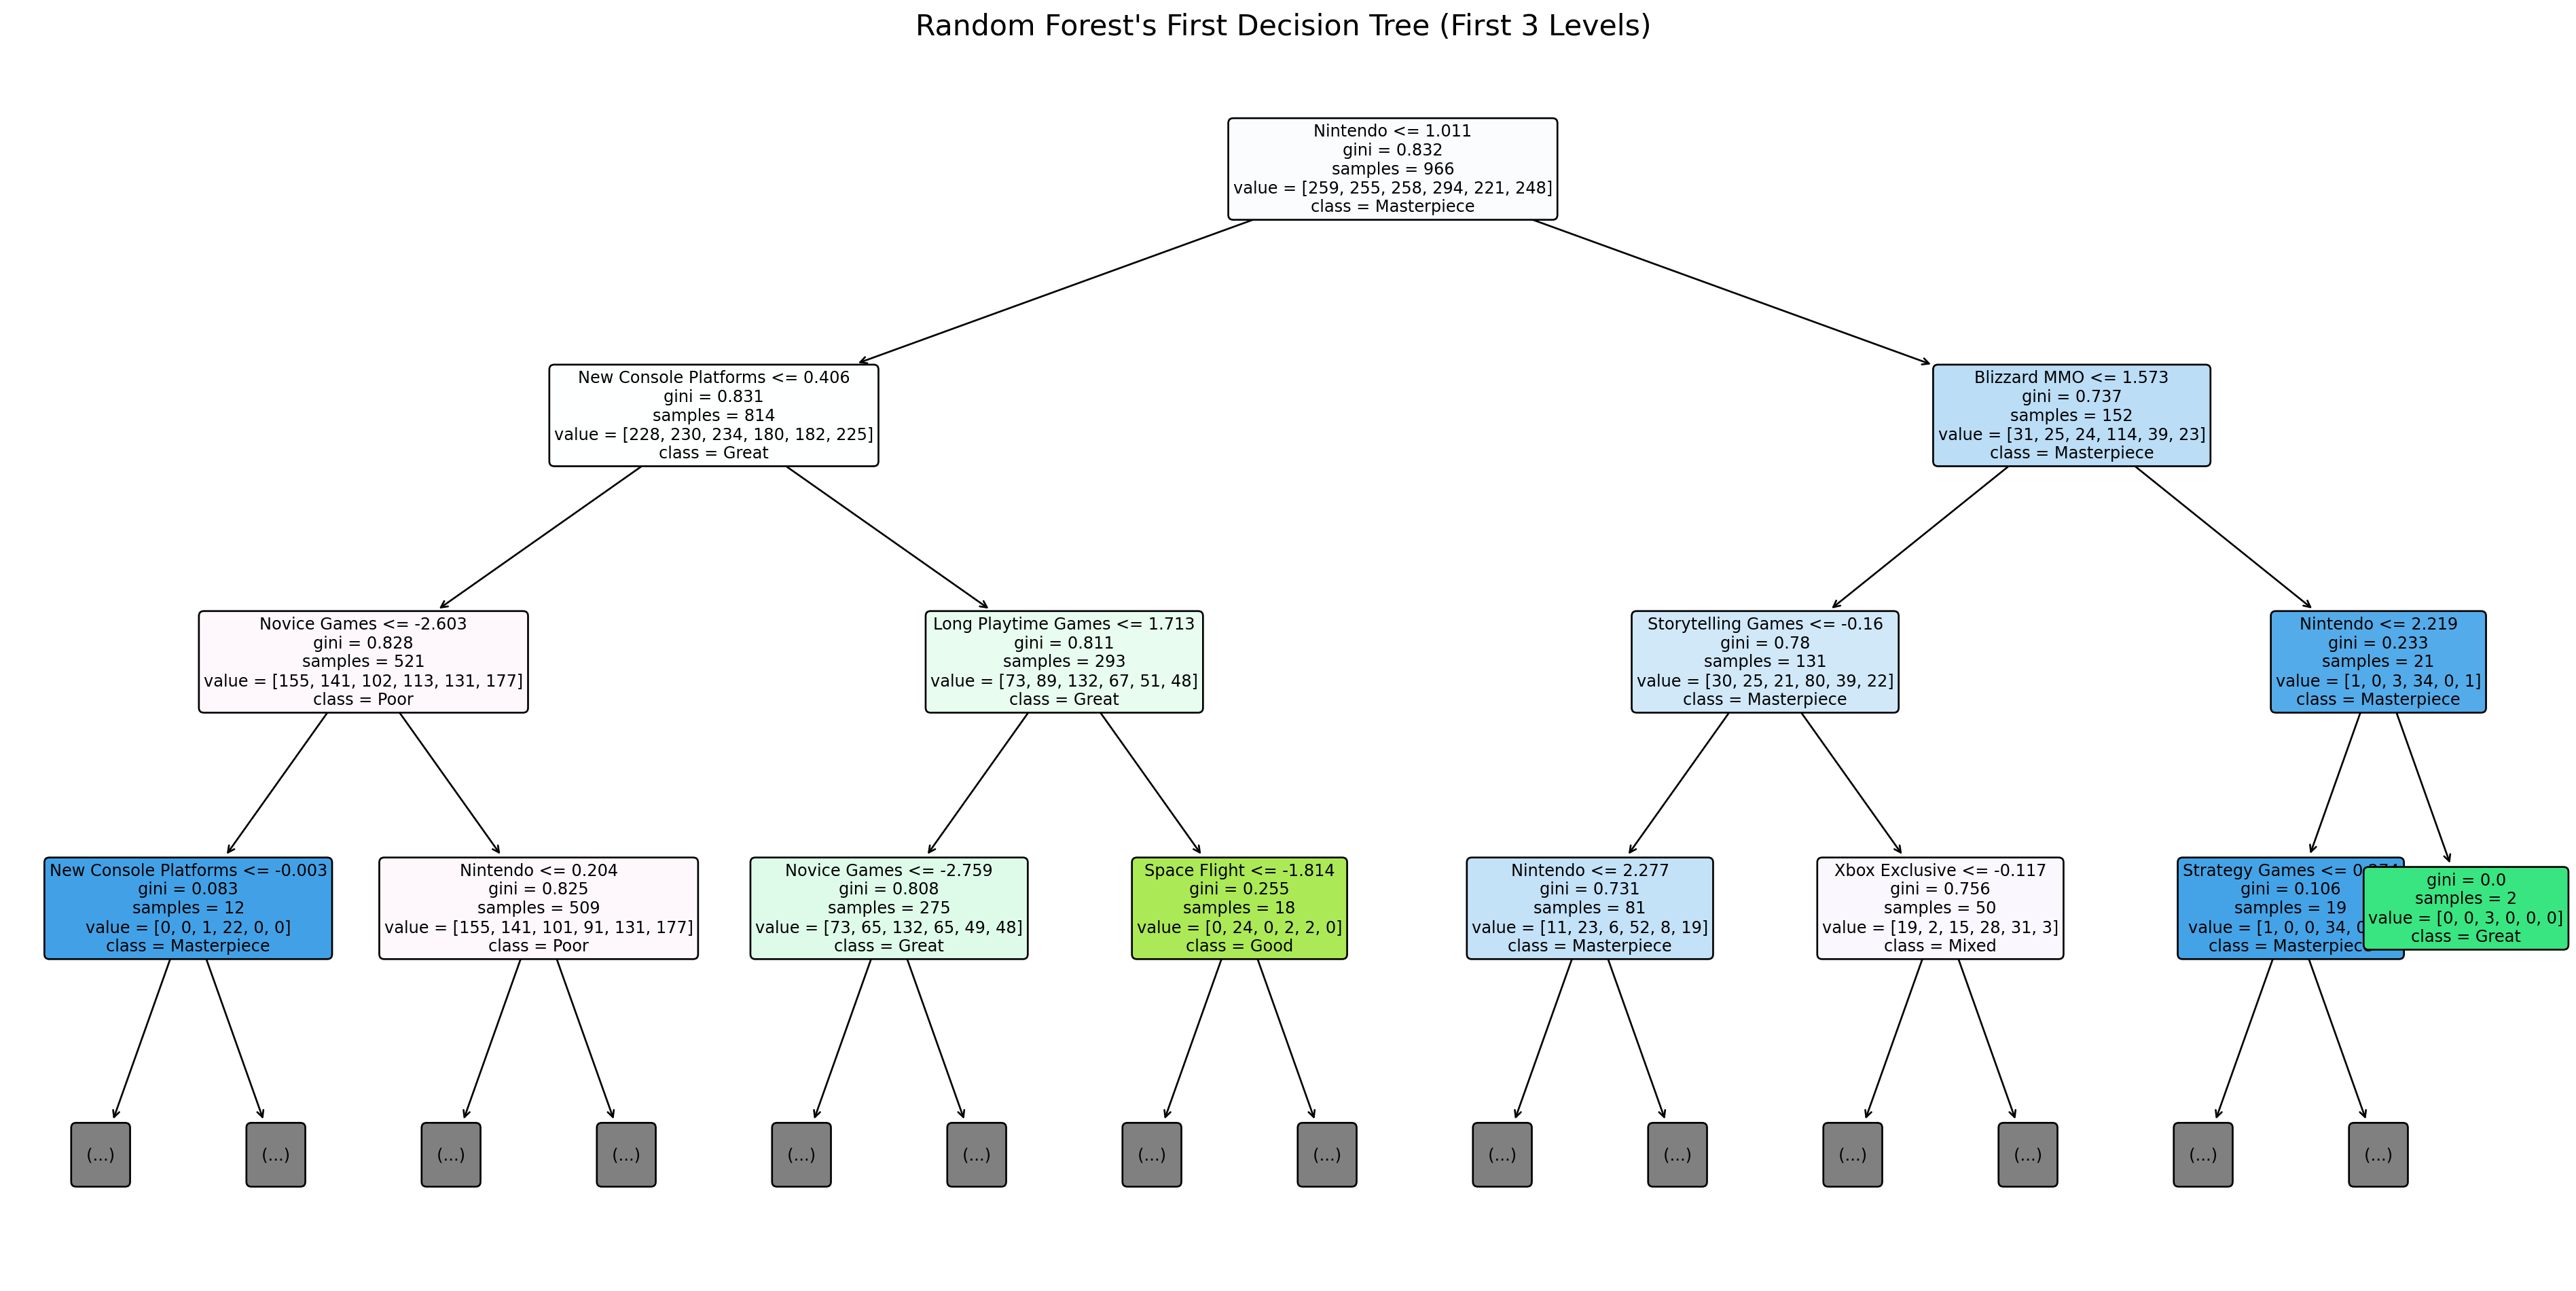 Random Forest's First Decision Tree (First 3 Levels)
Nintendo <= 1.011
gini = 0.832
samples = 966
value = [259, 255, 258, 294, 221, 248]
class = Masterpiece
New Console Platforms <= 0.406
gini = 0.831
samples = 814
value = [228, 230, 234, 180, 182, 225]
class = Great
Blizzard MMO <= 1.573
gini = 0.737
samples = 152
value = [31, 25, 24, 114, 39, 23]
class = Masterpiece
Novice Games <= -2.603
gini = 0.828
samples = 521
value = [155, 141, 102, 113, 131, 177]
class = Poor
Long Playtime Games <= 1.713
gini = 0.811
samples = 293
value = [73, 89, 132, 67, 51, 48]
class = Great
Storytelling Games <= -0.16
gini = 0.78
samples = 131
value = [30, 25, 21, 80, 39, 22]
class = Masterpiece
Nintendo <= 2.219
gini = 0.233
samples = 21
value = [1, 0, 3, 34, 0, 1]
class = Masterpiece
New Console Platforms <= -0.003
gini = 0.083
samples = 12
value = [0, 0, 1, 22, 0, 0]
class = Masterpiece
Nintendo <= 0.204
gini = 0.825
samples = 509
value = [155, 141, 101, 91, 131, 177]
class = Poor
Novice Games <= -2.759
gini = 0.808
samples = 275
value = [73, 65, 132, 65, 49, 48]
class = Great
Space Flight <= -1.814
gini = 0.255
samples = 18
value = [0, 24, 0, 2, 2, 0]
class = Good
Nintendo <= 2.277
gini = 0.731
samples = 81
value = [11, 23, 6, 52, 8, 19]
class = Masterpiece
Xbox Exclusive <= -0.117
gini = 0.756
samples = 50
value = [19, 2, 15, 28, 31, 3]
class = Mixed
Strategy Games <=
gini = 0.106
samples = 19
value = [1, 0, 0, 34,
class = Masterpiece
gini = 0.0
samples = 2
value = [0, 0, 3, 0, 0, 0]
class = Great
(...)
(...)
(...)
(...)
(...)
(...)
(...)
(...)
(...)
(...)
(...)
(...)
(...)
(...)